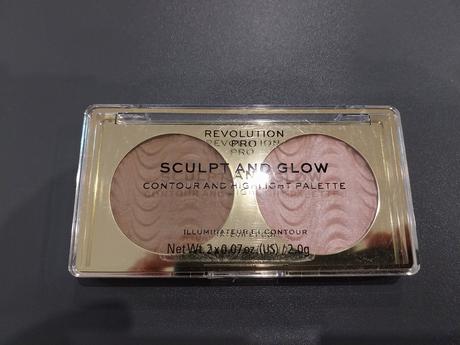 REVOLUTION
PRO
SCULPT AND GLOW
CONTOUR AND HIGHLIGHT PALETTE
ILLUMINATEUR ET CONTOUR
Net Wt. 2 x 0.07oz. (US) / 2.0g